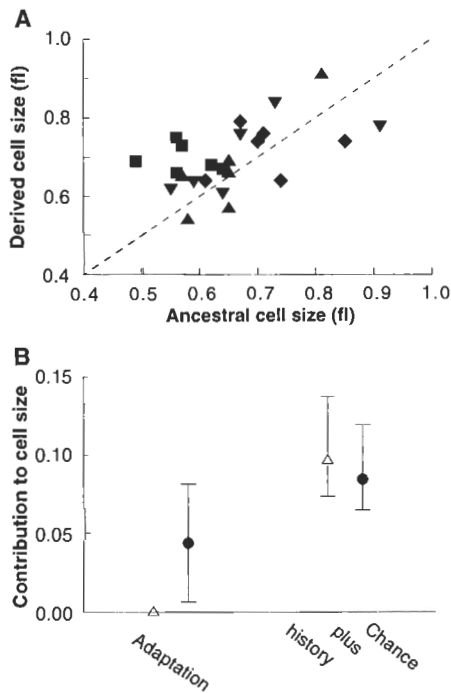 A
Derived cell size (fl)
1.0
0.8
0.6
0.4
0.4 0.5 0.6 0.7 0.8 0.9 1.0
Ancestral cell size (fl)
B
Contribution to cell size
0.15
0.10
0.05
0.00
Adaptation
history
plus
Chance